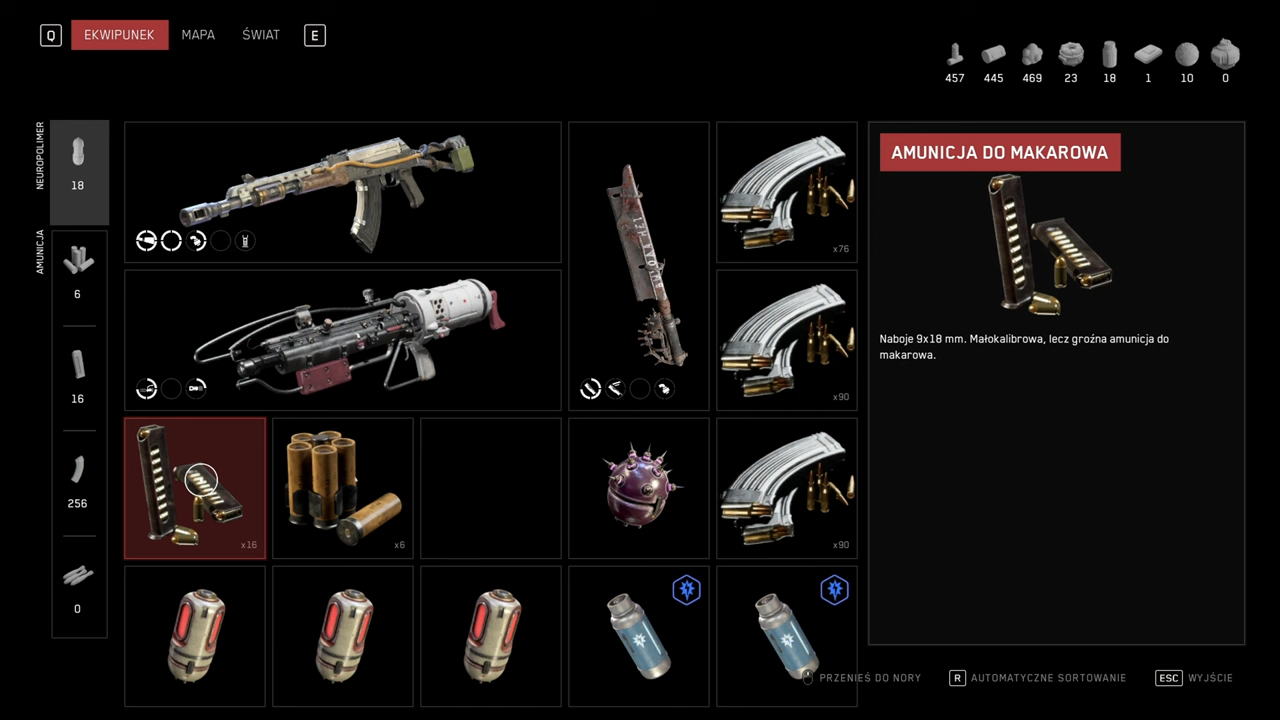 Q EKWIPUNEK MAPA ŚWIAT E
457 445 469 23 18 1 10 0
NEUROPOLIMER
18
AMUNICJA
6
16
256
0
x76
x90
x16
x6
x90
AMUNICJA DO MAKAROWA
Naboje 9x18 mm. Małokalibrowa, lecz groźna amunicja do
makarowa.
PRZENIEŚ DO NORY R AUTOMATYCZNE SORTOWANIE ESC WYJŚCIE